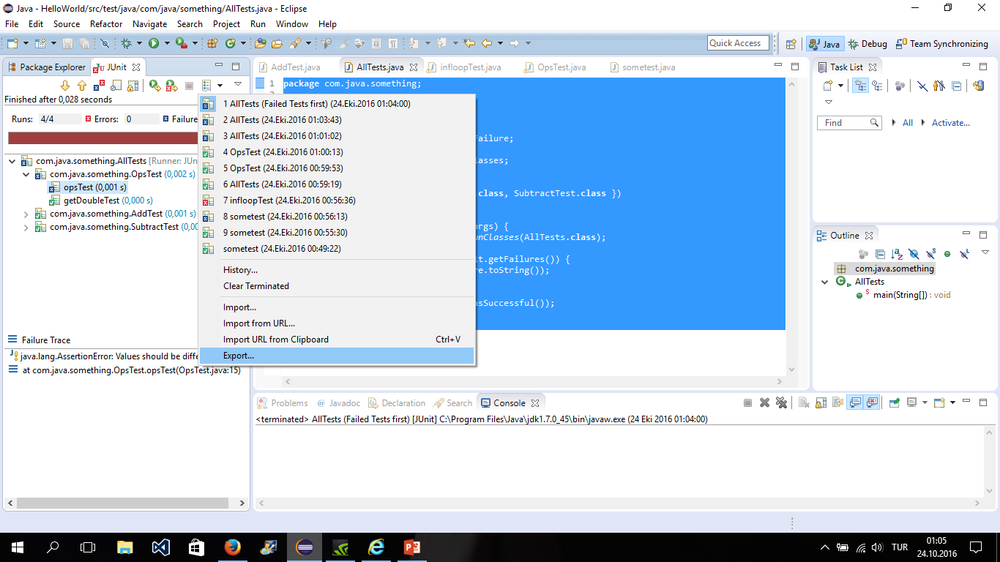 Java - HelloWorld/src/test/java/com/java/something/AllTests.java - Eclipse
File Edit Source Refactor Navigate Search Project Run Window Help
Quick Access
Java
Debug
Team Synchronizing
Package Explorer
JUnit
Finished after 0,028 seconds
Runs: 4/4
Errors: 0
Failure
com.java.something.AllTests [Runner: JUn
com.java.something.OpsTest (0,002 s)
opsTest (0,001 s)
getDoubleTest (0,000 s)
com.java.something.AddTest (0,001 s)
com.java.something.SubtractTest (0,00
Failure Trace
java.lang.AssertionError: Values should be diffe
at com.java.something.OpsTest.opsTest(OpsTest.java:15)
1 AllTests (Failed Tests first) (24.Eki.2016 01:04:00)
2 AllTests (24.Eki.2016 01:03:43)
3 AllTests (24.Eki.2016 01:01:02)
4 OpsTest (24.Eki.2016 01:00:13)
5 OpsTest (24.Eki.2016 00:59:53)
6 AllTests (24.Eki.2016 00:59:19)
7 infloopTest (24.Eki.2016 00:56:36)
8 sometest (24.Eki.2016 00:56:13)
9 sometest (24.Eki.2016 00:55:30)
sometest (24.Eki.2016 00:49:22)
History...
Clear Terminated
Import...
Import from URL...
Import URL from Clipboard Ctrl+V
Export...
AddTest.java
AllTests.java
infloopTest.java
OpsTest.java
sometest.java
1 package com.java.something;
ailure;
asses;
.class, SubtractTest.class })
args) {
unClasses(AllTests.class);
lt.getFailures()) {
re.toString());
asSuccessful());
Task List
Find
All
Activate...
Outline
com.java.something
AllTests
main(String[]) : void
Problems
@ Javadoc
Declaration
Search
Console
<terminated> AllTests (Failed Tests first) [JUnit] C:\Program Files\Java\jdk1.7.0_45\bin\javaw.exe (24 Eki 2016 01:04:00)
TUR
01:05
24.10.2016